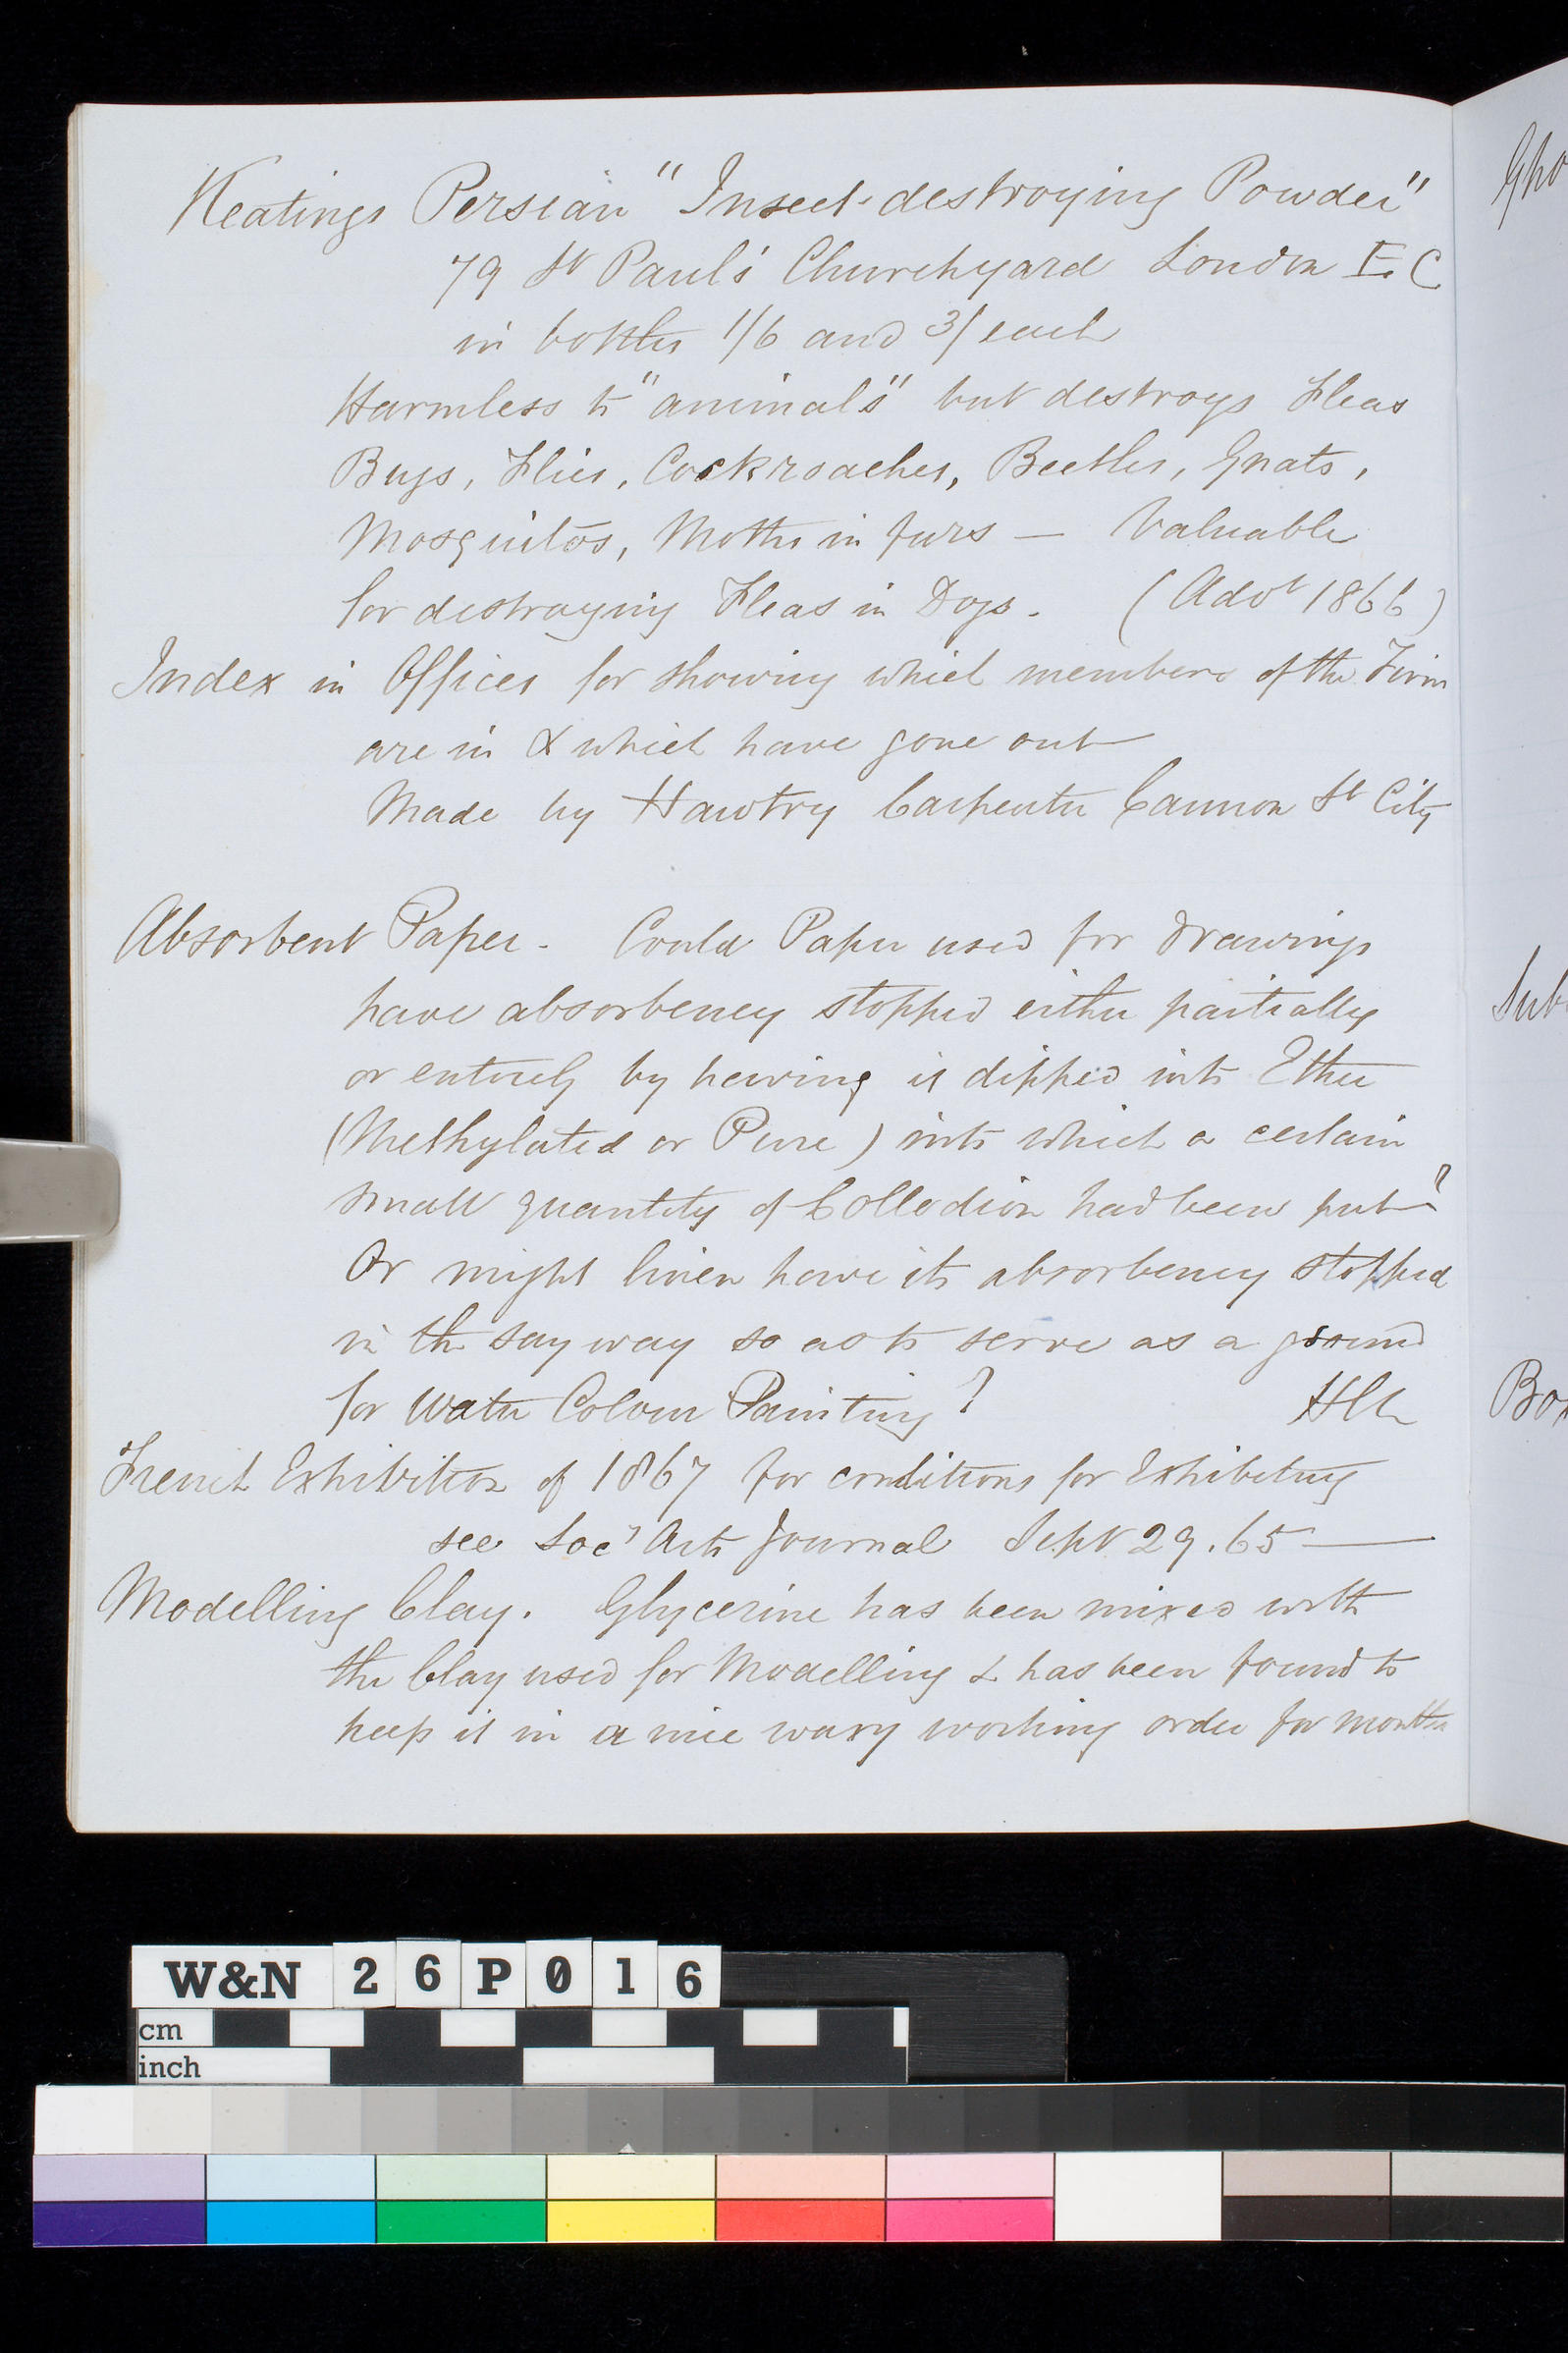 Keatings Persian "Insect-destroying Powder"
79 St Paul's Churchyard London E.C
in bottles 1/6 and 3/ each
Harmless to "animals" but destroys Fleas
Bugs, Flies, Cockroaches, Beetles, Gnats,
Mosquitos, Moths in furs — Valuable
for destroying Fleas in Dogs. (Advt 1866)
Index in Offices for showing which members of the Firm
are in & which have gone out
Made by Hawtry Carpenter Cannon St City
Absorbent Paper. Could Paper used for Drawings
have absorbency stopped either partially
or entirely by having it dipped into Ether
(Methylated or Pure) into which a certain
small quantity of Collodion had been put?
Or might linen have its absorbency stopped
in the say way so as to serve as a ground
for Water Colour Painting?
French Exhibition of 1867 for conditions for Exhibiting
see Socy Arts Journal Sept 29.65 —
Modelling Clay. Glycerine has been mixed with
the Clay used for Modelling & has been found to
keep it in a nice waxy working order for months
Gho
Sub
Bo
W&N 26P016
cm
inch